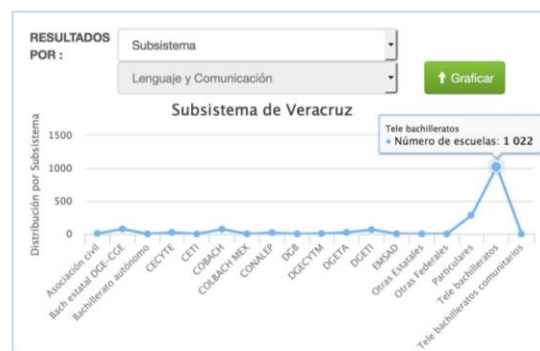 RESULTADOS
POR :
Subsistema
Lenguaje y Comunicación
Graficar
Subsistema de Veracruz
Tele bachilleratos
Número de escuelas: 1 022
Distribución por Subsistema
1500
1000
500
0
Asociación civil
Bach estatal DGE-CGE
Bachillerato autónomo
CECYTE
CETI
COBACH
COLBACH MEX
CONALEP
DGB
DGECYTM
DGETA
DGETI
EMSAD
Otras Estatales
Otras Federales
Particulares
Tele bachilleratos
Tele bachilleratos comunitarios